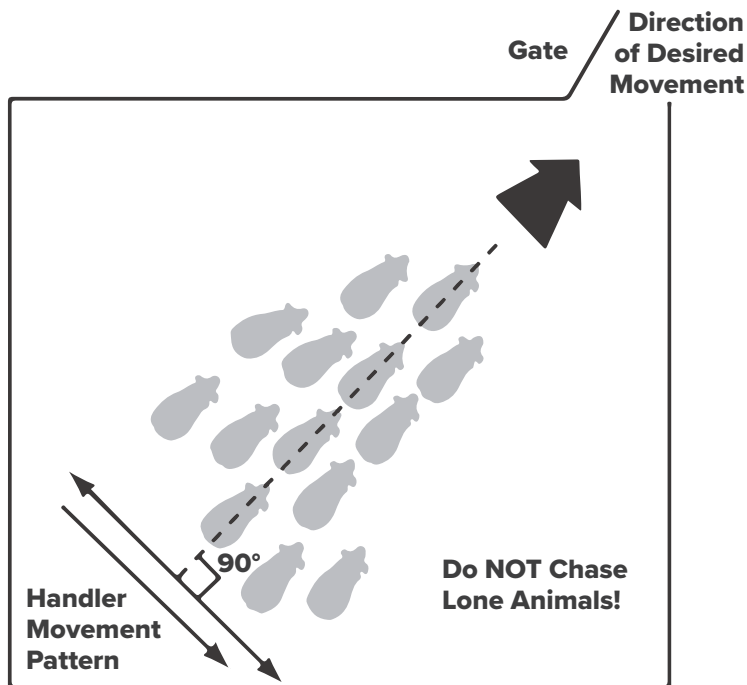 Gate
Direction
of Desired
Movement
90°
Do NOT Chase
Lone Animals!
Handler
Movement
Pattern